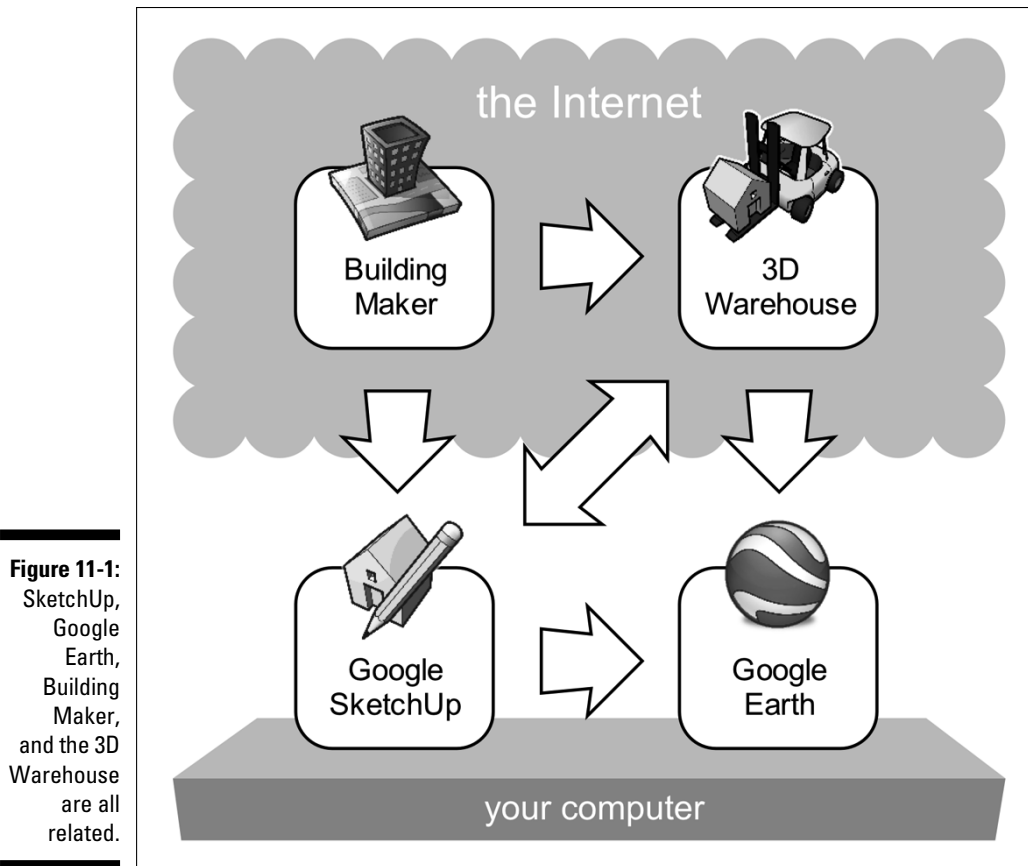 the Internet
Building
Maker
3D
Warehouse
Google
SketchUp
Google
Earth
your computer
Figure 11-1:
SketchUp,
Google
Earth,
Building
Maker,
and the 3D
Warehouse
are all
related.